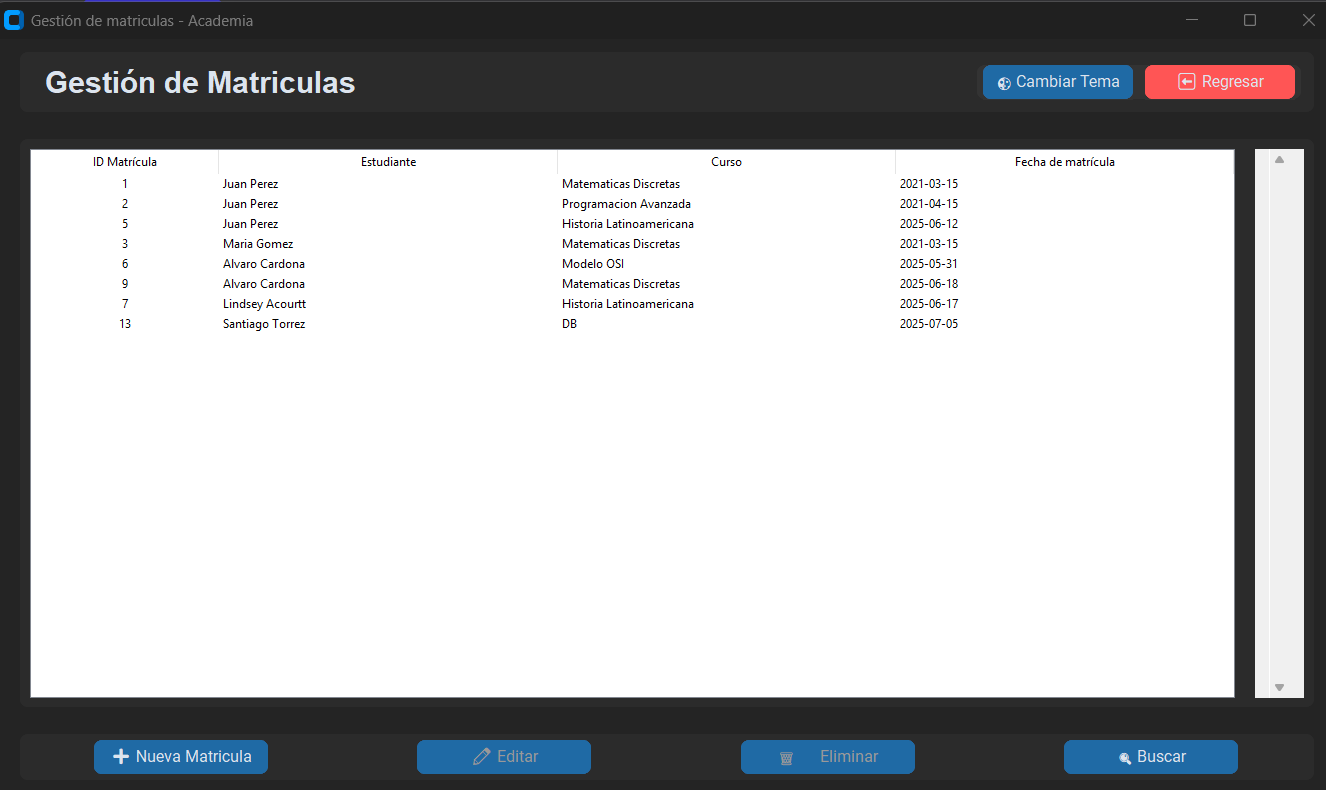 Gestión de matriculas - Academia
Gestión de Matriculas
Cambiar Tema
Regresar
ID Matrícula Estudiante Curso Fecha de matrícula
1 Juan Perez Matematicas Discretas 2021-03-15
2 Juan Perez Programacion Avanzada 2021-04-15
5 Juan Perez Historia Latinoamericana 2025-06-12
3 Maria Gomez Matematicas Discretas 2021-03-15
6 Alvaro Cardona Modelo OSI 2025-05-31
9 Alvaro Cardona Matematicas Discretas 2025-06-18
7 Lindsey Acourtt Historia Latinoamericana 2025-06-17
13 Santiago Torrez DB 2025-07-05
Nueva Matricula
Editar
Eliminar
Buscar